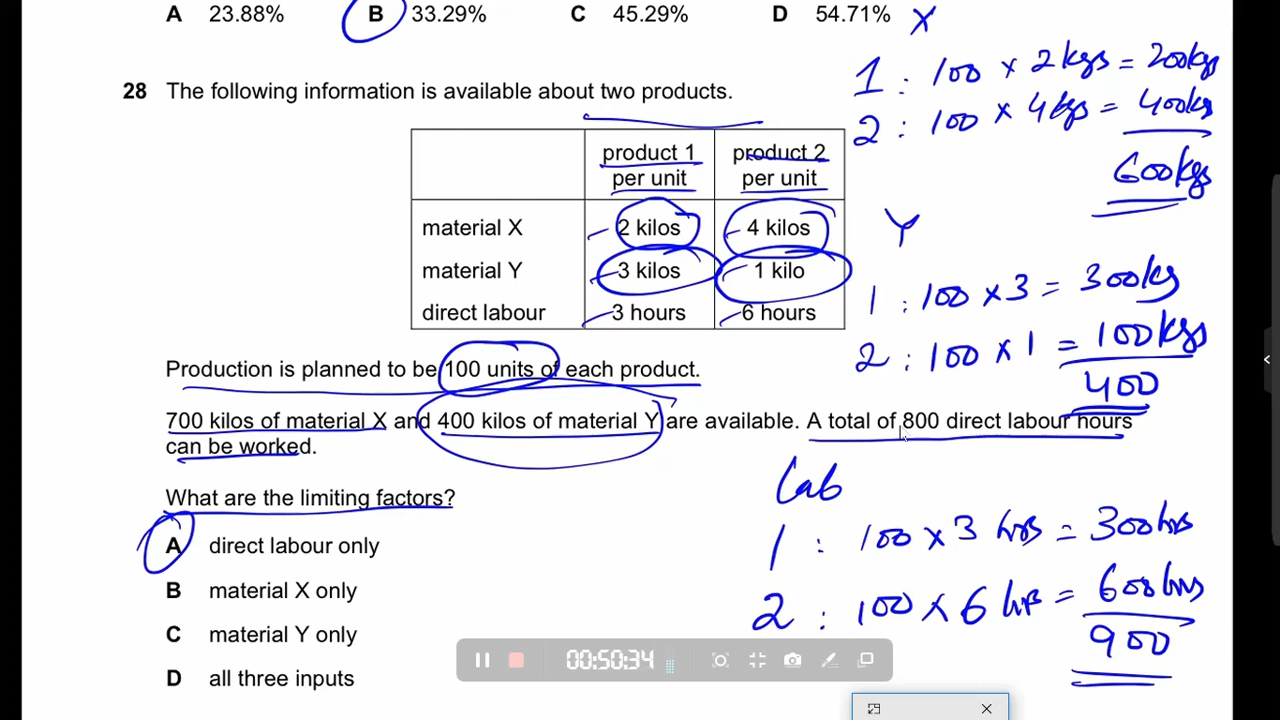 A 23.88% B 33.29% C 45.29% D 54.71%
X
28 The following information is available about two products.
1 : 100 × 2 kgs = 200kgs
2 : 100 × 4 kgs = 400kgs
600kgs
product 1 per unit
product 2 per unit
material X 2 kilos 4 kilos
material Y 3 kilos 1 kilo
direct labour 3 hours 6 hours
Y
1 : 100 × 3 = 300kg
2 : 100 × 1 = 100kgs
400
Production is planned to be 100 units of each product.
700 kilos of material X and 400 kilos of material Y are available. A total of 800 direct labour hours
can be worked.
What are the limiting factors?
A direct labour only
B material X only
C material Y only
D all three inputs
Lab
1 : 100 × 3 hrs = 300hrs
2 : 100 × 6 hr = 600hrs
900
00:50:34